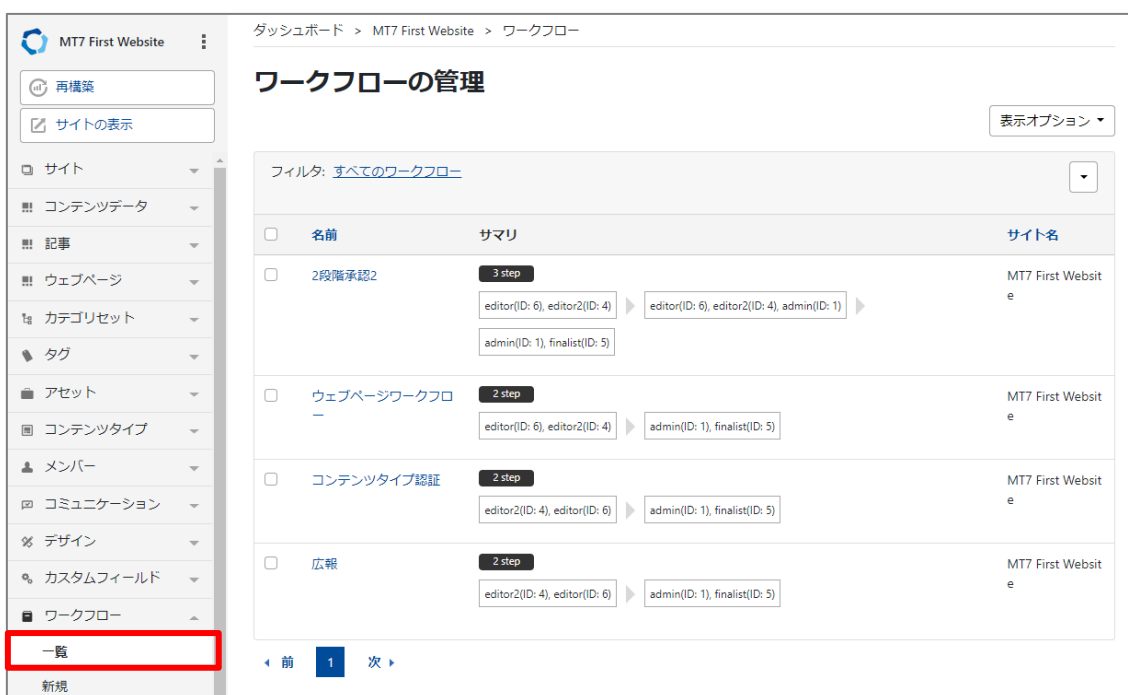 MT7 First Website
再構築
サイトの表示
サイト
コンテンツデータ
記事
ウェブページ
カテゴリセット
タグ
アセット
コンテンツタイプ
メンバー
コミュニケーション
デザイン
カスタムフィールド
ワークフロー
一覧
新規
ダッシュボード > MT7 First Website > ワークフロー
ワークフローの管理
表示オプション
フィルタ: すべてのワークフロー
名前 サマリ サイト名
2段階承認2 3 step MT7 First Websit
e
editor(ID: 6), editor2(ID: 4) editor(ID: 6), editor2(ID: 4), admin(ID: 1)
admin(ID: 1), finalist(ID: 5)
ウェブページワークフロ 2 step MT7 First Websit
ー e
editor(ID: 6), editor2(ID: 4) admin(ID: 1), finalist(ID: 5)
コンテンツタイプ認証 2 step MT7 First Websit
e
editor2(ID: 4), editor(ID: 6) admin(ID: 1), finalist(ID: 5)
広報 2 step MT7 First Websit
e
editor2(ID: 4), editor(ID: 6) admin(ID: 1), finalist(ID: 5)
前 1 次